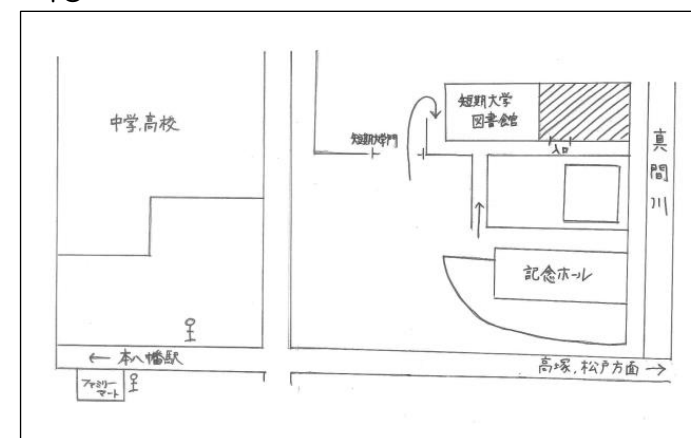 中学,高校
短期大学門
短期大学
図書館
入口
真間川
記念ホール
← 本八幡駅
高塚,松戸方面 →
ファミリー
マート